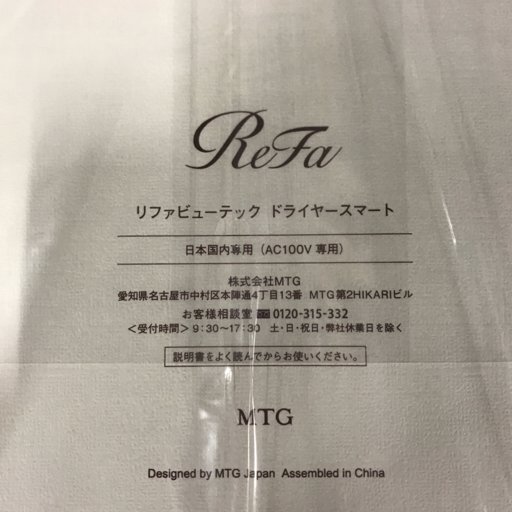 ReFa
リファビューテック ドライヤースマート
日本国内専用（AC100V 専用）
株式会社MTG
愛知県名古屋市中村区本陣通4丁目13番 MTG第2HIKARIビル
お客様相談室 0120-315-332
＜受付時間＞9:30〜17:30 土・日・祝日・弊社休業日を除く
説明書をよく読んでからお使いください。
MTG
Designed by MTG Japan Assembled in China